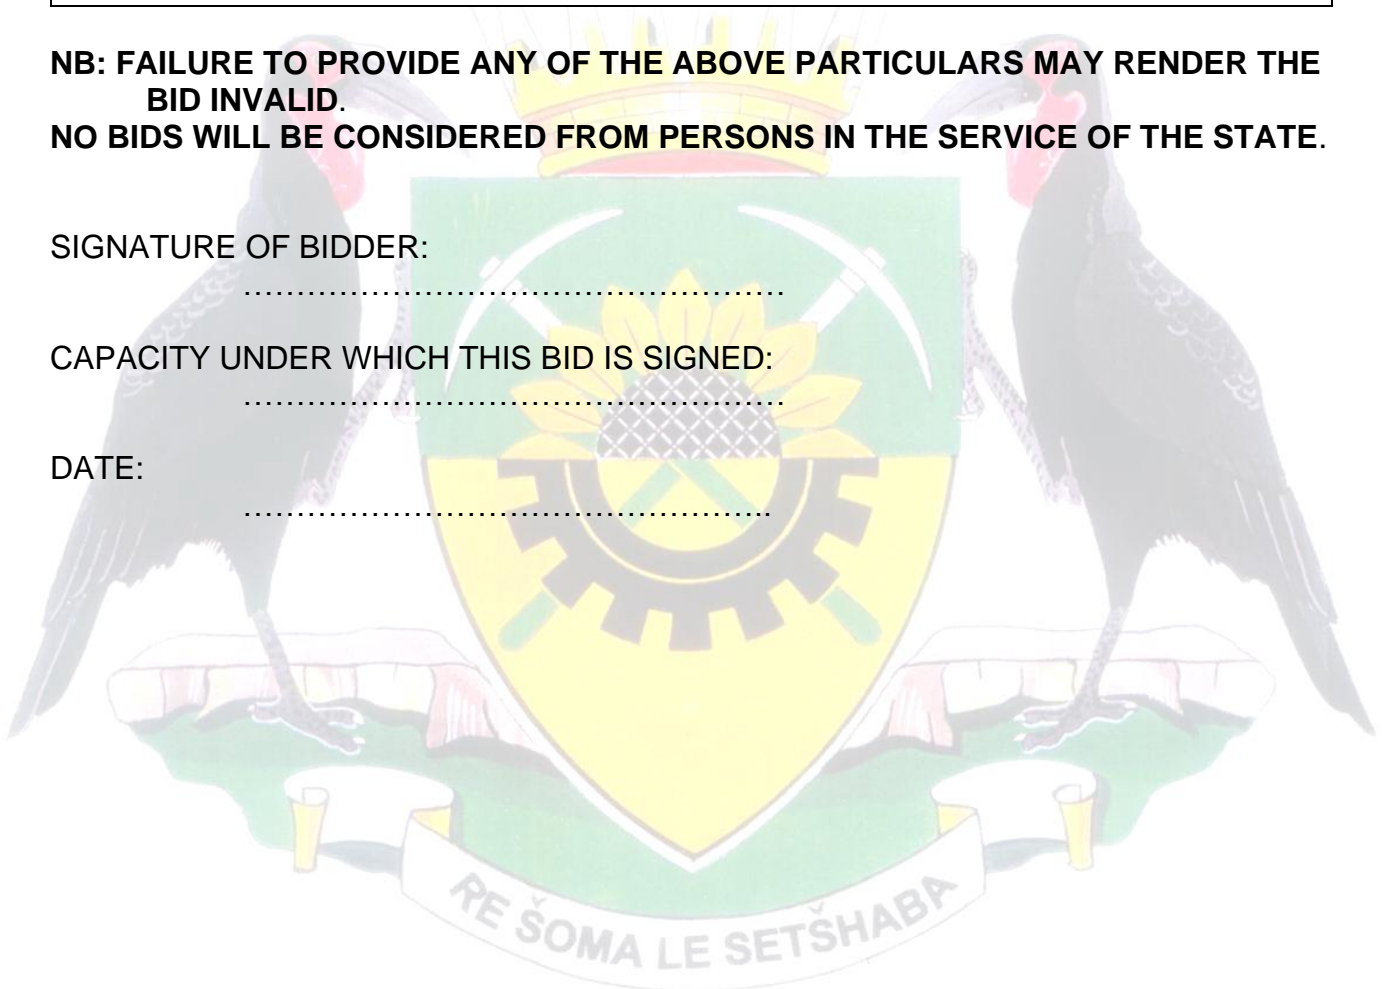 NB: FAILURE TO PROVIDE ANY OF THE ABOVE PARTICULARS MAY RENDER THE
BID INVALID.
NO BIDS WILL BE CONSIDERED FROM PERSONS IN THE SERVICE OF THE STATE.
SIGNATURE OF BIDDER:
……………………………………………
CAPACITY UNDER WHICH THIS BID IS SIGNED:
……………………………………………
DATE:
…………………………………………..
RE ŠOMA LE SETŠHABA